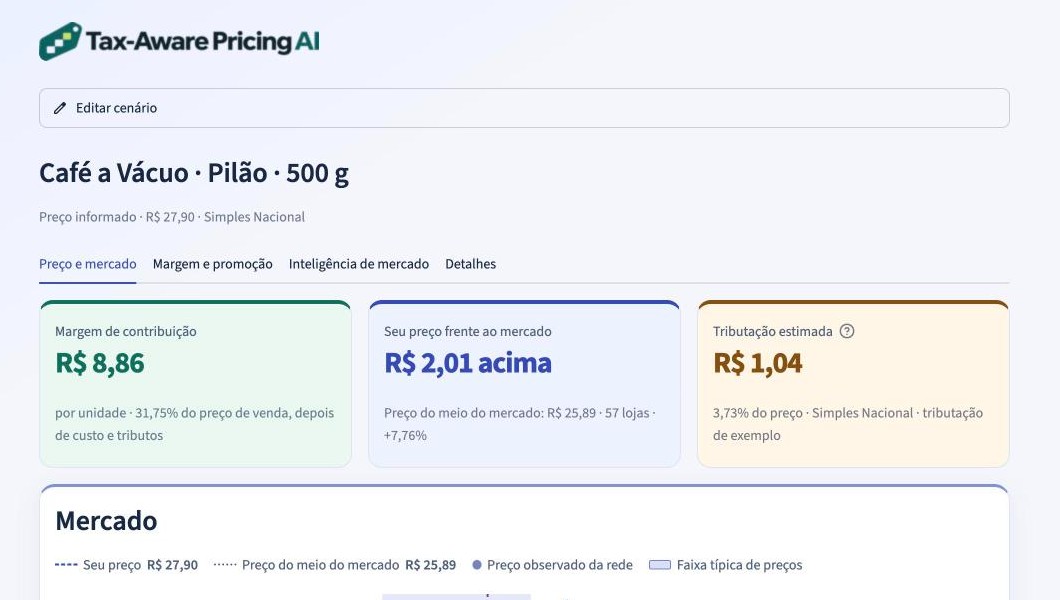 Tax-Aware Pricing AI
Editar cenário
Café a Vácuo · Pilão · 500 g
Preço informado · R$ 27,90 · Simples Nacional
Preço e mercado Margem e promoção Inteligência de mercado Detalhes
Margem de contribuição
R$ 8,86
por unidade · 31,75% do preço de venda, depois
de custo e tributos
Seu preço frente ao mercado
R$ 2,01 acima
Preço do meio do mercado: R$ 25,89 · 57 lojas ·
+7,76%
Tributação estimada ?
R$ 1,04
3,73% do preço · Simples Nacional · tributação
de exemplo
Mercado
Seu preço R$ 27,90 Preço do meio do mercado R$ 25,89 Preço observado da rede Faixa típica de preços